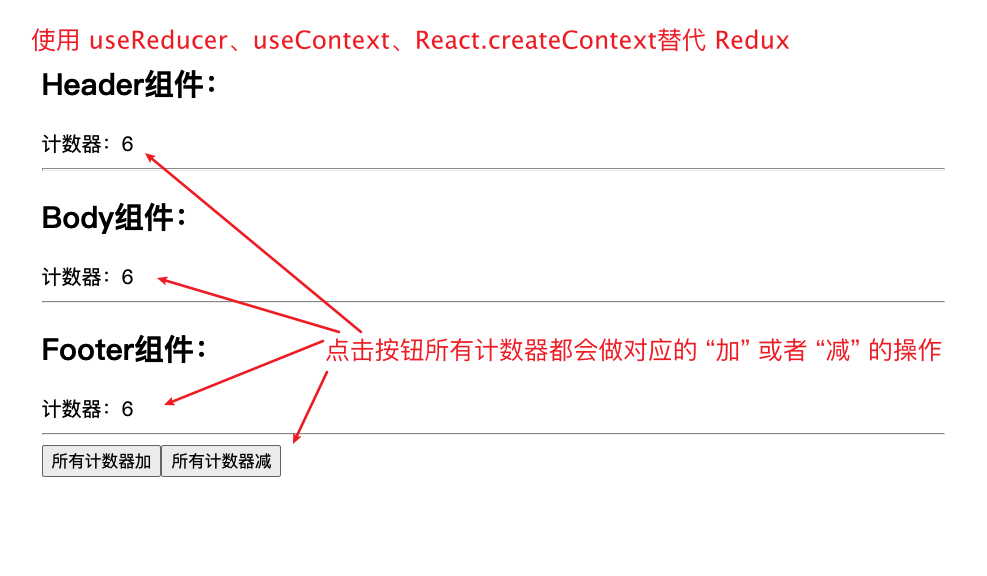 使用 useReducer、useContext、React.createContext替代 Redux
Header组件：
计数器：6
Body组件：
计数器：6
Footer组件：
点击按钮所有计数器都会做对应的 “加” 或者 “减” 的操作
计数器：6
所有计数器加 所有计数器减